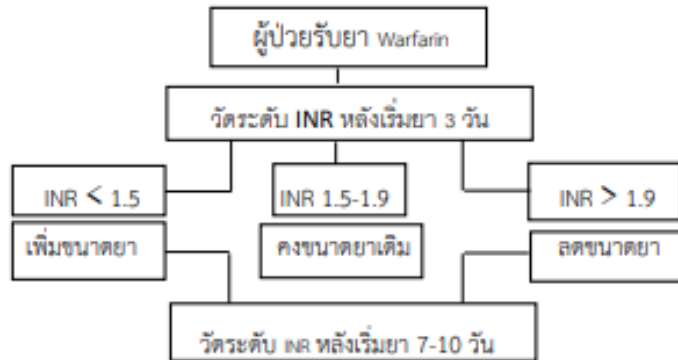 ผู้ป่วยรับยา Warfarin
วัดระดับ INR หลังเริ่มยา 3 วัน
INR < 1.5
INR 1.5-1.9
INR > 1.9
เพิ่มขนาดยา
คงขนาดยาเดิม
ลดขนาดยา
วัดระดับ INR หลังเริ่มยา 7-10 วัน